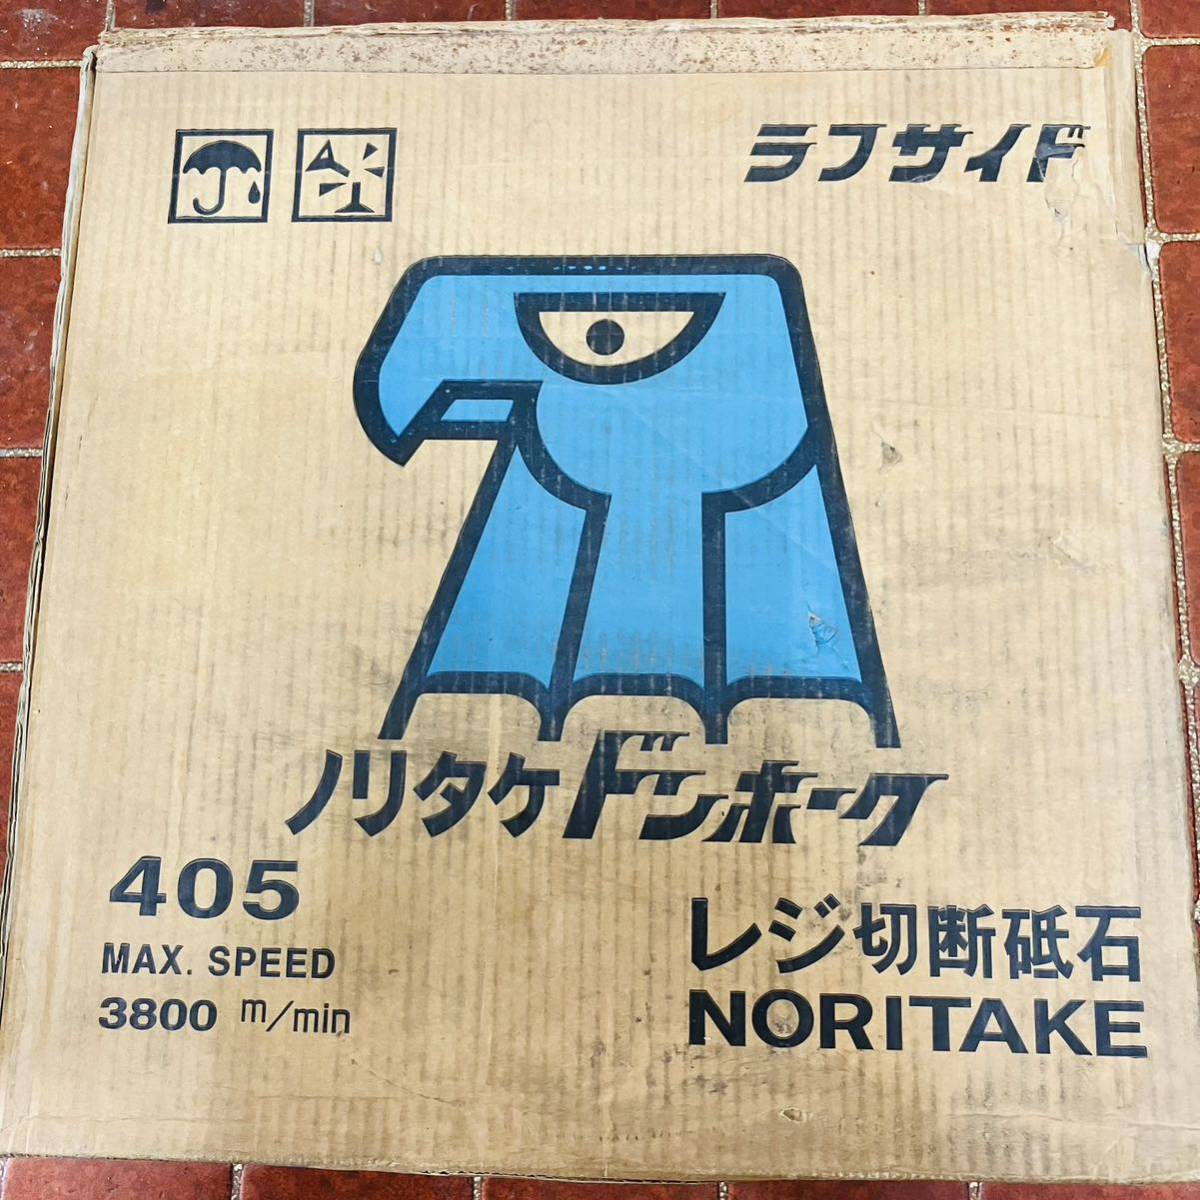 ラフサイド
ノリタケドンホーク
405
MAX. SPEED
3800 m/min
レジ切断砥石
NORITAKE